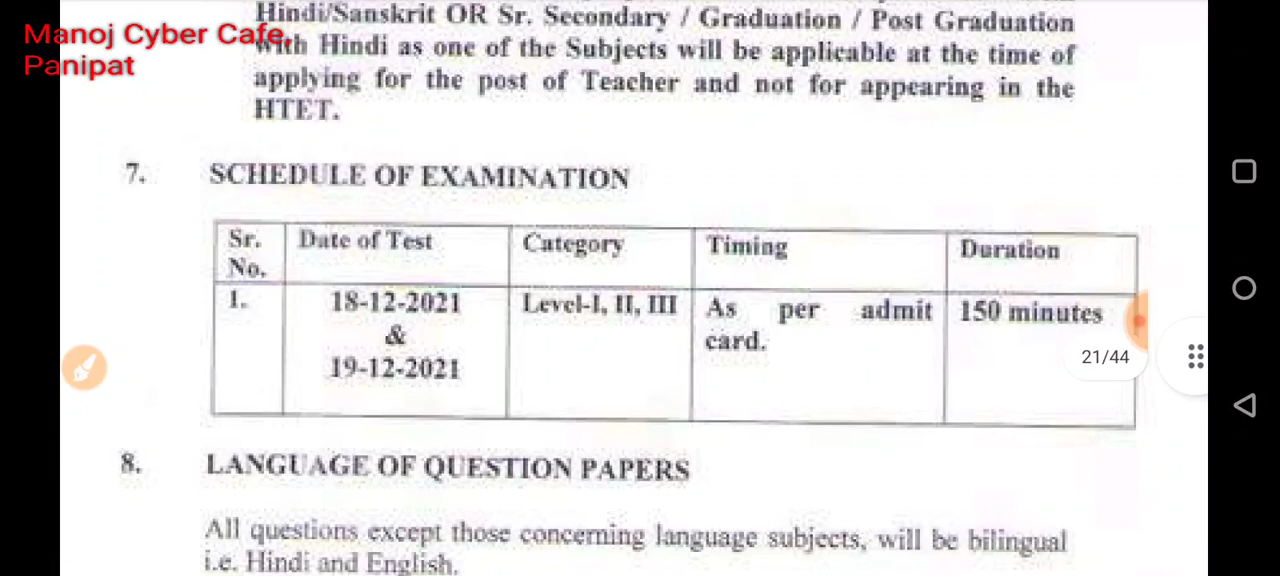 Manoj Cyber Cafe,
Panipat
Hindi/Sanskrit OR Sr. Secondary / Graduation / Post Graduation
with Hindi as one of the Subjects will be applicable at the time of
applying for the post of Teacher and not for appearing in the
HTET.
7. SCHEDULE OF EXAMINATION
Sr. No. Date of Test Category Timing Duration
1. 18-12-2021 Level-I, II, III As per admit 150 minutes
& card.
19-12-2021
21/44
8. LANGUAGE OF QUESTION PAPERS
All questions except those concerning language subjects, will be bilingual
i.e. Hindi and English.